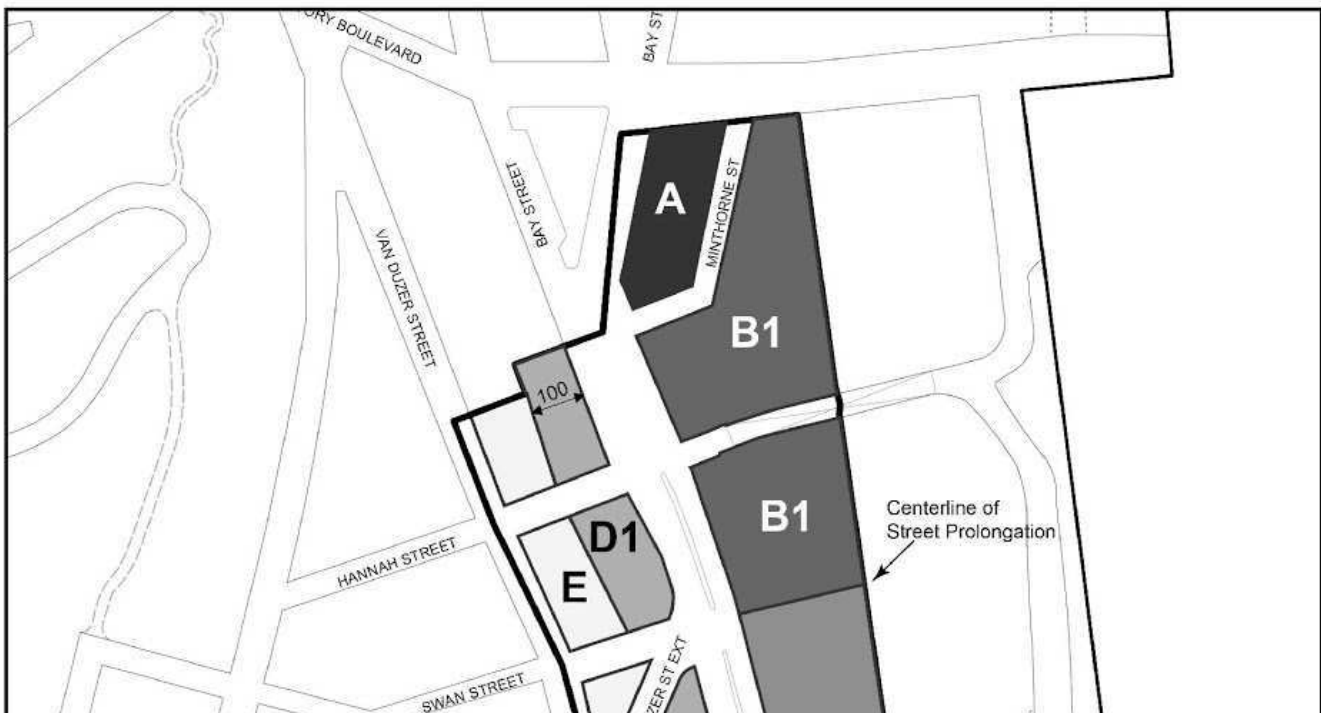 ORY BOULEVARD
BAY ST
A
MINTHORNE ST
BAY STREET
VAN DUZER STREET
B1
100
B1
Centerline of
Street Prolongation
D1
HANNAH STREET
E
ZER ST EXT
SWAN STREET